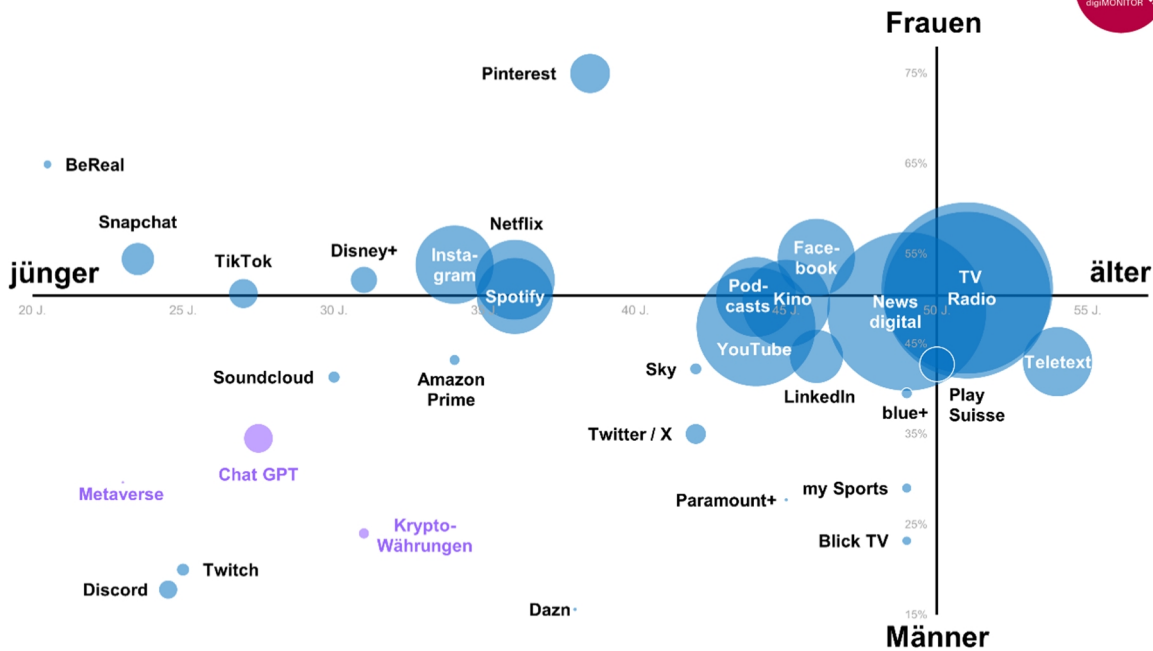 digiMONITOR
Frauen
75%
Pinterest
65%
BeReal
Snapchat
Netflix
Face-
book
55%
TikTok
Disney+
Insta-
gram
jünger
älter
TV
Radio
Pod-
casts
Kino
Spotify
News
digital
20 J.
25 J.
30 J.
40 J.
45 J.
50 J.
55 J.
45%
YouTube
Teletext
Sky
Soundcloud
Amazon
Prime
LinkedIn
Play
Suisse
blue+
35%
Twitter / X
Chat GPT
Metaverse
my Sports
Paramount+
25%
Krypto-
Währungen
Blick TV
Twitch
Discord
Dazn
15%
Männer